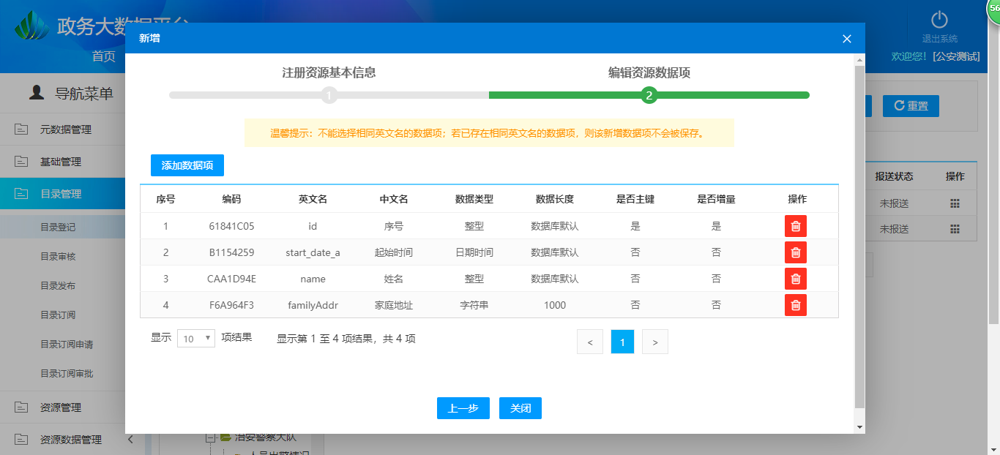 政务大数据平台
56
首页
退出系统
欢迎您! [公安测试]
新增
×
导航菜单
元数据管理
基础管理
目录管理
目录登记
目录审核
目录发布
目录订阅
目录订阅申请
目录订阅审批
资源管理
资源数据管理
注册资源基本信息 编辑资源数据项
1 2
重置
温馨提示：不能选择相同英文名的数据项；若已存在相同英文名的数据项，则该新增数据项不会被保存。
添加数据项
序号 编码 英文名 中文名 数据类型 数据长度 是否主键 是否增量 操作
1 61841C05 id 序号 整型 数据库默认 是 是
2 B1154259 start_date_a 起始时间 日期时间 数据库默认 否 否
3 CAA1D94E name 姓名 整型 数据库默认 否 否
4 F6A964F3 familyAddr 家庭地址 字符串 1000 否 否
显示 10 项结果 显示第 1 至 4 项结果，共 4 项
< 1 >
上一步 关闭
报送状态 操作
未报送
未报送
治安警察大队